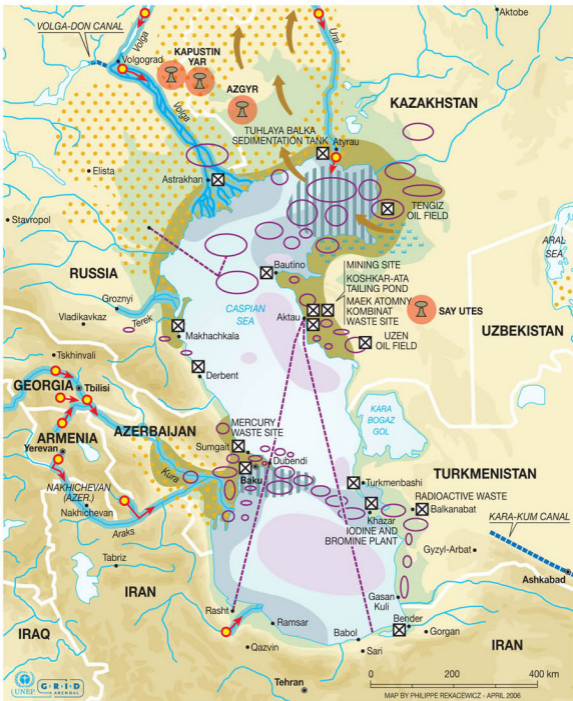 VOLGA-DON CANAL
Volga
Volgograd
KAPUSTIN
YAR
AZGYR
Volga
Ural
Aktobe
KAZAKHSTAN
TUHLAYA BALKA
SEDIMENTATION TANK
Atyrau
Elista
Astrakhan
Stavropol
TENGIZ
OIL FIELD
ARAL
SEA
RUSSIA
Bautino
MINING SITE
KOSHKAR-ATA
TAILING POND
MAEK ATOMNY
KOMBINAT
WASTE SITE
SAY UTES
Groznyi
Vladikavkaz
Terek
CASPIAN
SEA
Aktau
UZBEKISTAN
Makhachkala
UZEN
OIL FIELD
Tskhinvali
Derbent
GEORGIA
Tbilisi
KARA
BOGAZ
GOL
ARMENIA
AZERBAIJAN
MERCURY
WASTE SITE
Yerevan
Sumgait
Dubendi
Baku
Kura
NAKHICHEVAN
(AZER.)
Nakhichevan
TURKMENISTAN
Turkmenbashi
RADIOACTIVE WASTE
Balkanabat
KARA-KUM CANAL
Khazar
IODINE AND
BROMINE PLANT
Araks
Tabriz
Gyzyl-Arbat
Ashkabad
IRAN
Gasan
Kuli
Rasht
Ramsar
Bender
Gorgan
IRAQ
Babol
Sari
IRAN
Qazvin
Tehran
0
200
400 km
MAP BY PHILIPPE REKACEWICZ - APRIL 2006
UNEP
GRID
ARENDAL